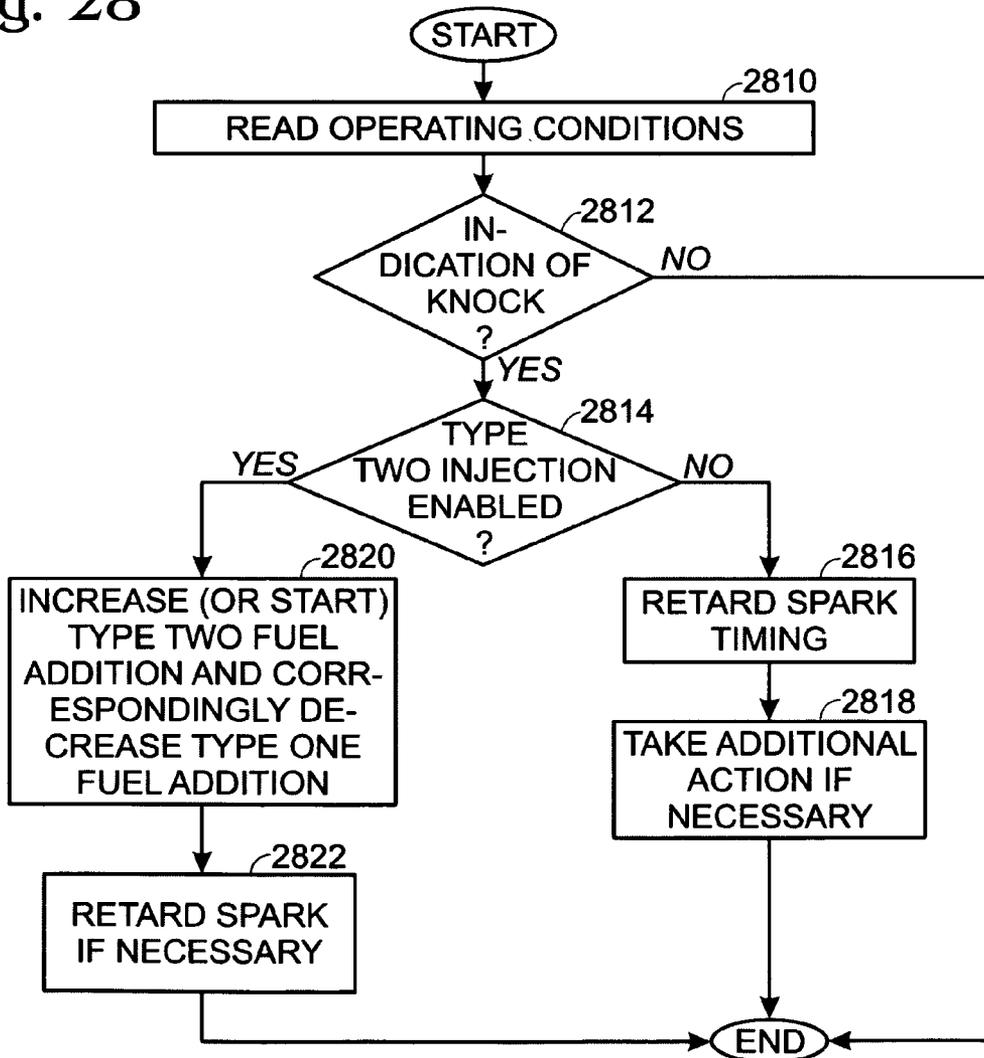 g. 28
START
2810
READ OPERATING CONDITIONS
2812
IN-
DICATION OF
KNOCK
?
NO
YES
2814
TYPE
TWO INJECTION
ENABLED
?
YES
NO
2820
INCREASE (OR START)
TYPE TWO FUEL
ADDITION AND CORR-
ESPONDINGLY DE-
CREASE TYPE ONE
FUEL ADDITION
2816
RETARD SPARK
TIMING
2818
TAKE ADDITIONAL
ACTION IF
NECESSARY
2822
RETARD SPARK
IF NECESSARY
END